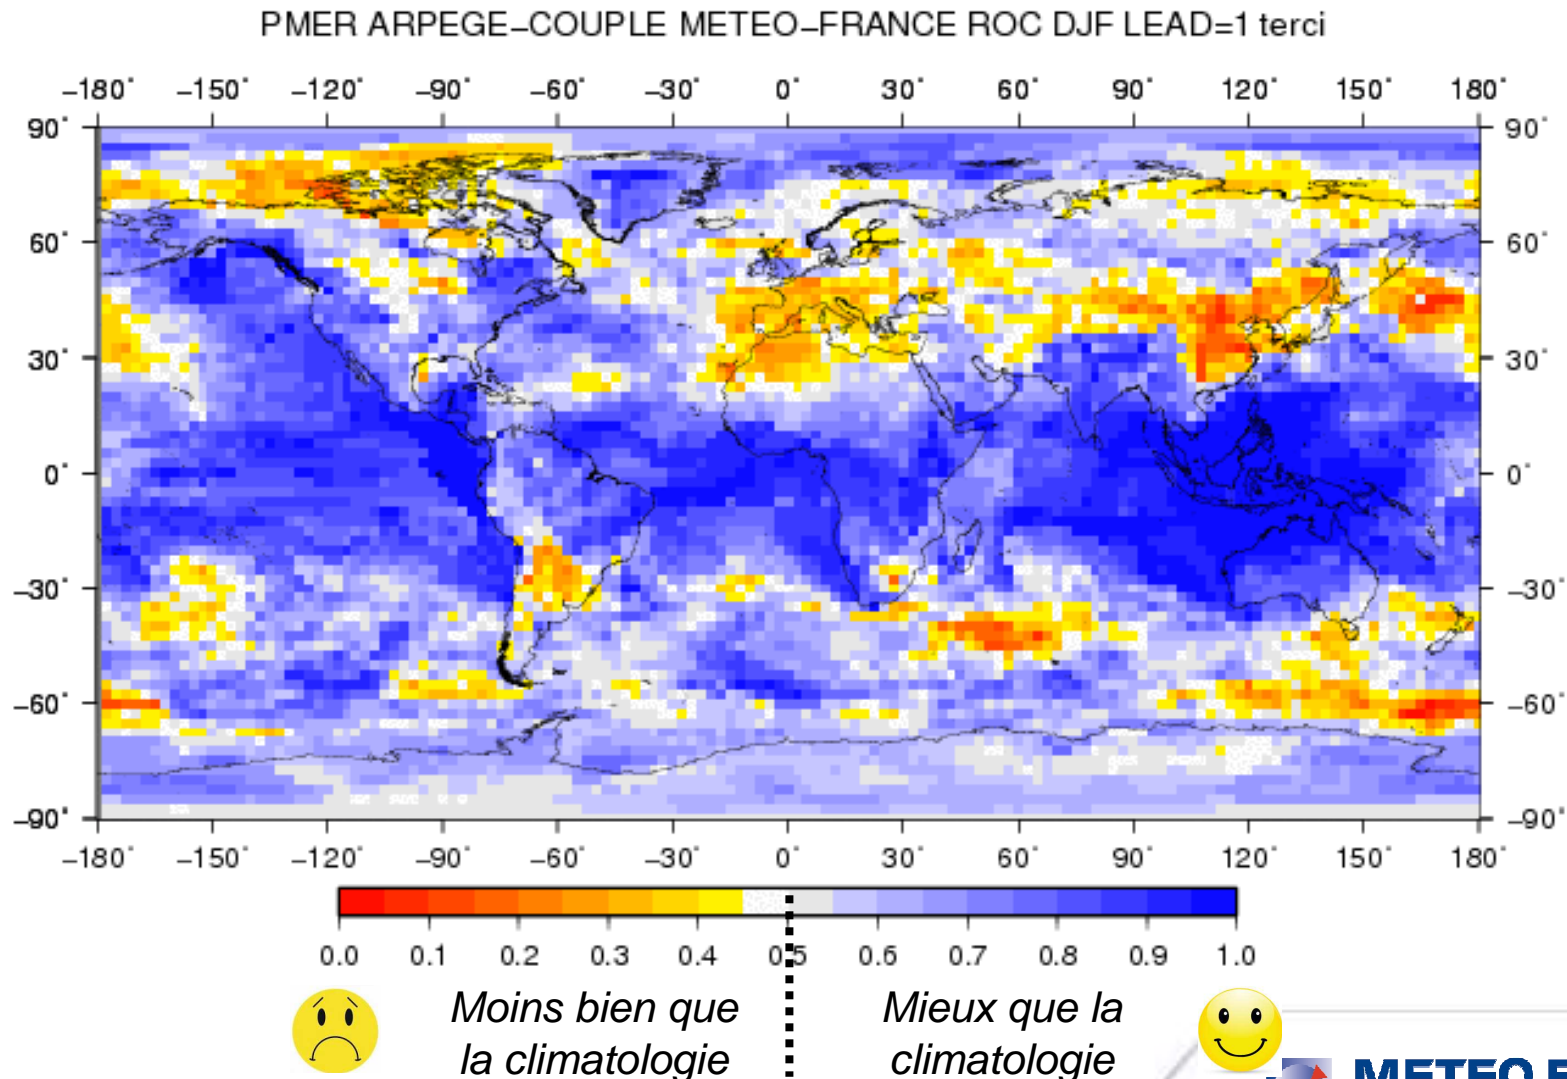 PMER ARPEGE–COUPLE METEO–FRANCE ROC DJF LEAD=1 terci
–180° –150° –120° –90° –60° –30° 0° 30° 60° 90° 120° 150° 180°
90° 90°
60° 60°
30° 30°
0° 0°
–30° –30°
–60° –60°
–90° –90°
–180° –150° –120° –90° –60° –30° 0° 30° 60° 90° 120° 150° 180°
0.0 0.1 0.2 0.3 0.4 0.5 0.6 0.7 0.8 0.9 1.0
Moins bien que Mieux que la
la climatologie climatologie
METEO F